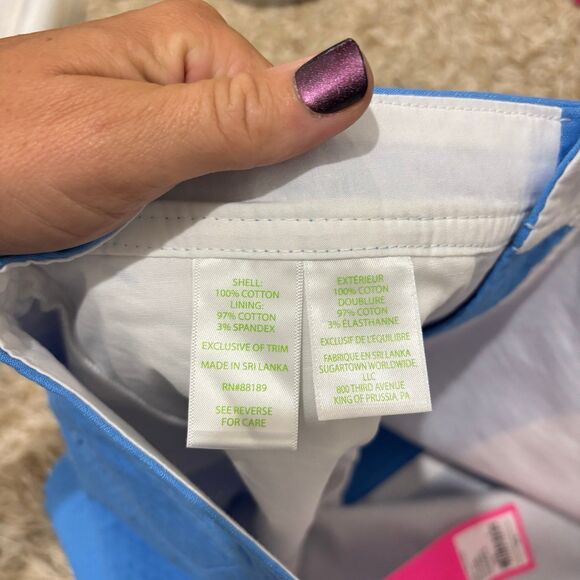 SHELL:
100% COTTON
LINING:
97% COTTON
3% SPANDEX
EXCLUSIVE OF TRIM
MADE IN SRI LANKA
RN#88189
SEE REVERSE
FOR CARE
EXTÉRIEUR
100% COTON
DOUBLURE
97% COTON
3% ÉLASTHANNE
EXCLUSIF DE L'ÉQUILIBRE
FABRIQUE EN SRI LANKA
SUGARTOWN WORLDWIDE
LLC
800 THIRD AVENUE
KING OF PRUSSIA, PA